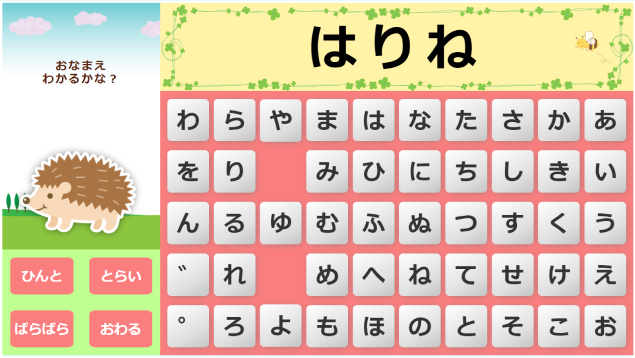 おなまえ
わかるかな？
はりね
わ ら や ま は な た さ か あ
を り み ひ に ち し き い
ん る ゆ む ふ ぬ つ す く う
゛ れ め へ ね て せ け え
゜ ろ よ も ほ の と そ こ お
ひんと とらい
ばらばら おわる